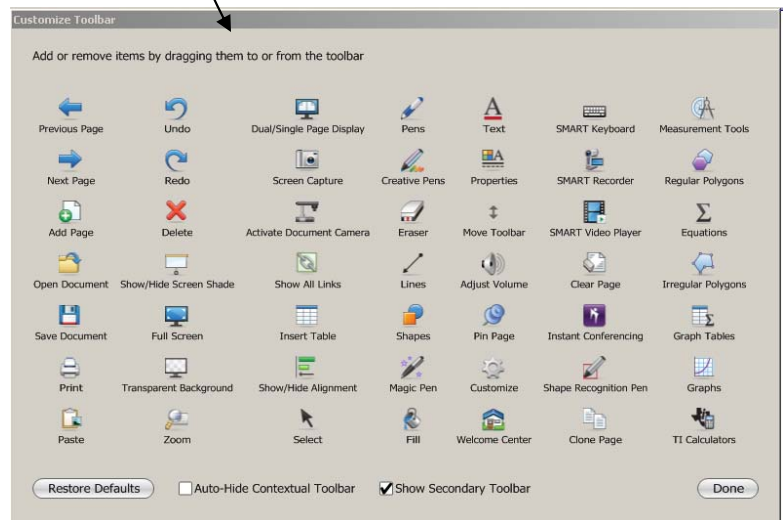 Customize Toolbar
Add or remove items by dragging them to or from the toolbar
Previous Page Undo Dual/Single Page Display Pens Text SMART Keyboard Measurement Tools
Next Page Redo Screen Capture Creative Pens Properties SMART Recorder Regular Polygons
Add Page Delete Activate Document Camera Eraser Move Toolbar SMART Video Player Equations
Open Document Show/Hide Screen Shade Show All Links Lines Adjust Volume Clear Page Irregular Polygons
Save Document Full Screen Insert Table Shapes Pin Page Instant Conferencing Graph Tables
Print Transparent Background Show/Hide Alignment Magic Pen Customize Shape Recognition Pen Graphs
Paste Zoom Select Fill Welcome Center Clone Page TI Calculators
Restore Defaults Auto-Hide Contextual Toolbar Show Secondary Toolbar Done